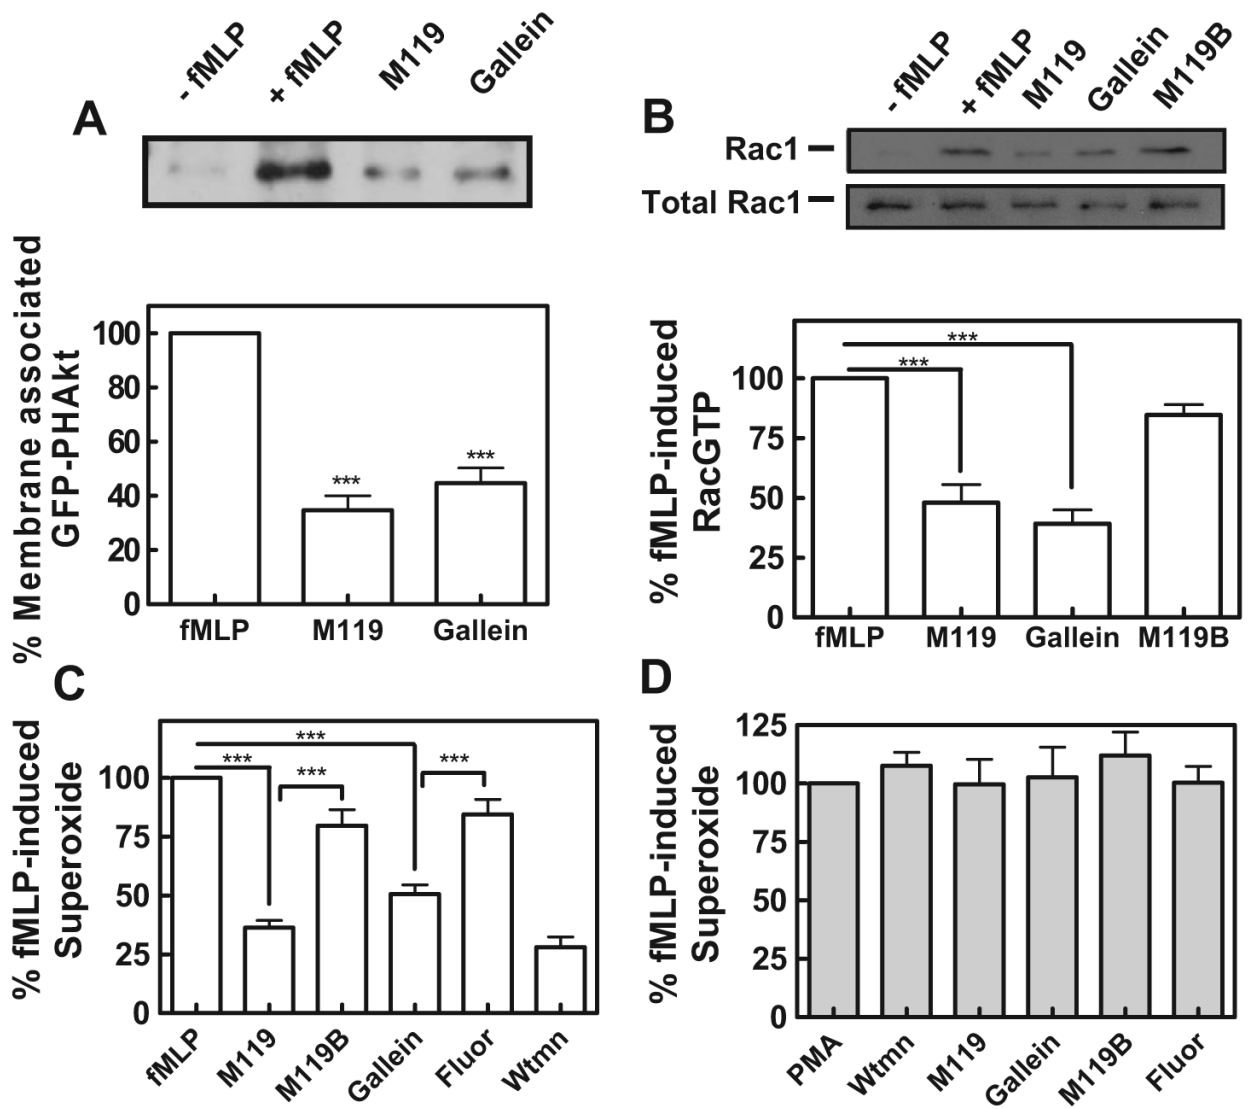 A
- fMLP
+ fMLP
M119
Gallein
% Membrane associated
GFP-PHAkt
100
80
60
40
20
0
***
***
fMLP
M119
Gallein
B
- fMLP
+ fMLP
M119
Gallein
M119B
Rac1
Total Rac1
% fMLP-induced
RacGTP
100
75
50
25
0
***
***
fMLP
M119
Gallein
M119B
C
% fMLP-induced
Superoxide
100
75
50
25
0
***
***
***
***
fMLP
M119
M119B
Gallein
Fluor
Wtmn
D
% fMLP-induced
Superoxide
125
100
75
50
25
0
PMA
Wtmn
M119
Gallein
M119B
Fluor